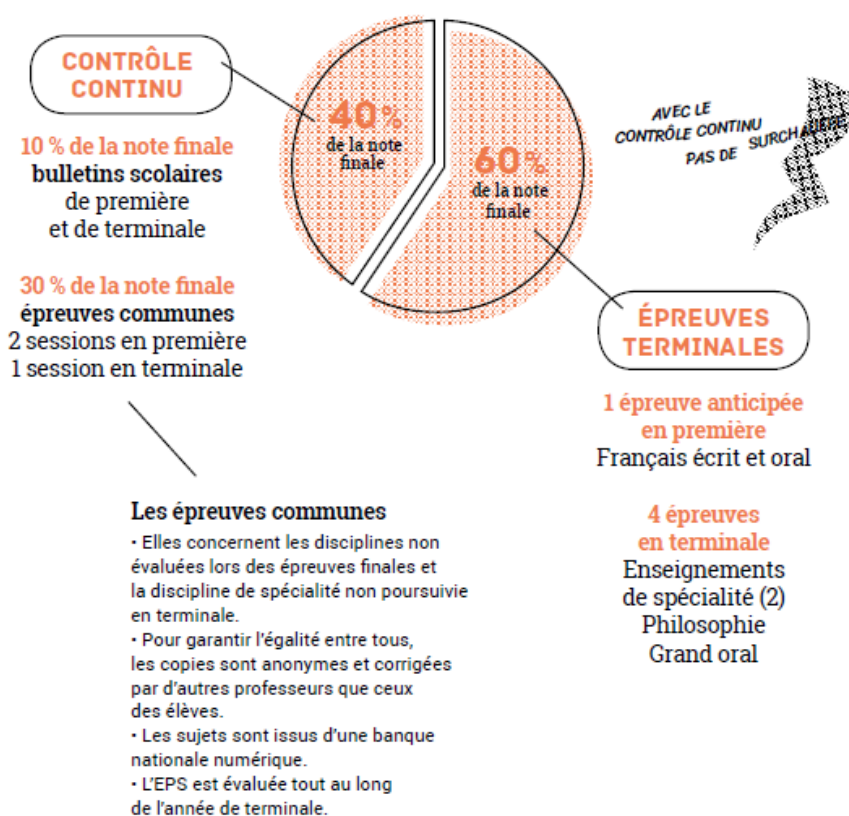 CONTRÔLE
CONTINU
10 % de la note finale
bulletins scolaires
de première
et de terminale
30 % de la note finale
épreuves communes
2 sessions en première
1 session en terminale
40%
de la note
finale
60%
de la note
finale
AVEC LE
CONTRÔLE CONTINU
PAS DE SURCHAUFFE
ÉPREUVES
TERMINALES
1 épreuve anticipée
en première
Français écrit et oral
4 épreuves
en terminale
Enseignements
de spécialité (2)
Philosophie
Grand oral
Les épreuves communes
• Elles concernent les disciplines non
évaluées lors des épreuves finales et
la discipline de spécialité non poursuivie
en terminale.
• Pour garantir l'égalité entre tous,
les copies sont anonymes et corrigées
par d'autres professeurs que ceux
des élèves.
• Les sujets sont issus d'une banque
nationale numérique.
• L'EPS est évaluée tout au long
de l'année de terminale.